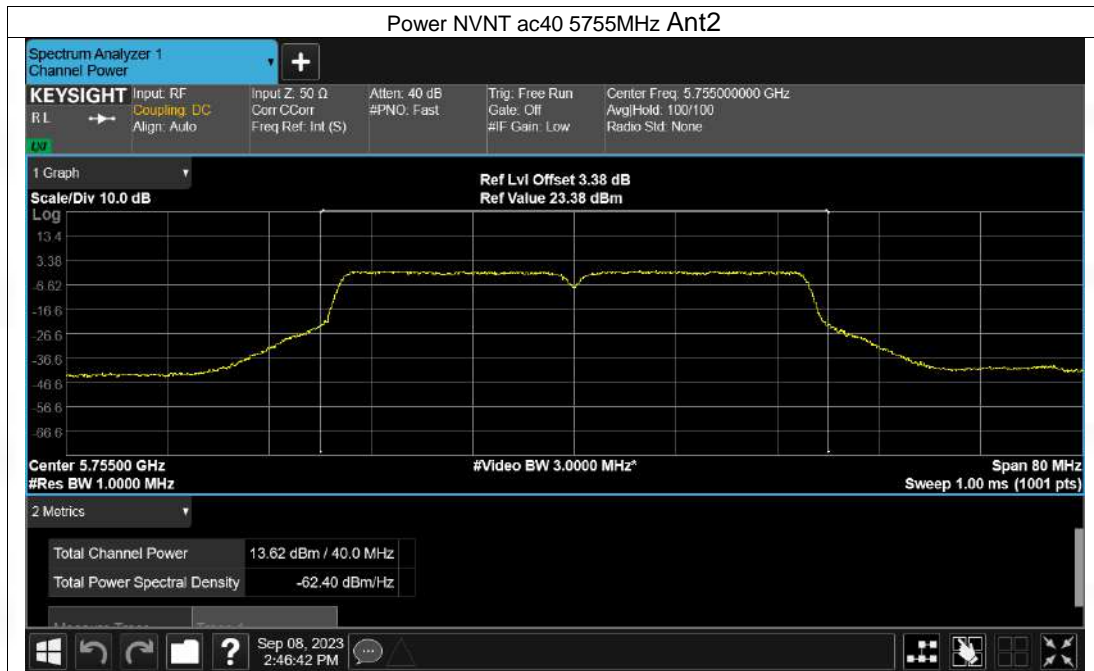 Power NVNT ac40 5755MHz Ant2
Spectrum Analyzer 1
Channel Power
KEYSIGHT
R L
LXI
Input: RF
Coupling: DC
Align: Auto
Input Z: 50 Ω
Corr CCorr
Freq Ref: Int (S)
Atten: 40 dB
#PNO: Fast
Trig: Free Run
Gate: Off
#IF Gain: Low
Center Freq: 5.755000000 GHz
Avg|Hold: 100/100
Radio Std: None
1 Graph
Scale/Div 10.0 dB
Ref Lvl Offset 3.38 dB
Ref Value 23.38 dBm
Log
13.4
3.38
-6.62
-16.6
-26.6
-36.6
-46.6
-56.6
-66.6
Center 5.75500 GHz
#Video BW 3.0000 MHz*
Span 80 MHz
#Res BW 1.0000 MHz
Sweep 1.00 ms (1001 pts)
2 Metrics
Total Channel Power 13.62 dBm / 40.0 MHz
Total Power Spectral Density -62.40 dBm/Hz
?
Sep 08, 2023
2:46:42 PM